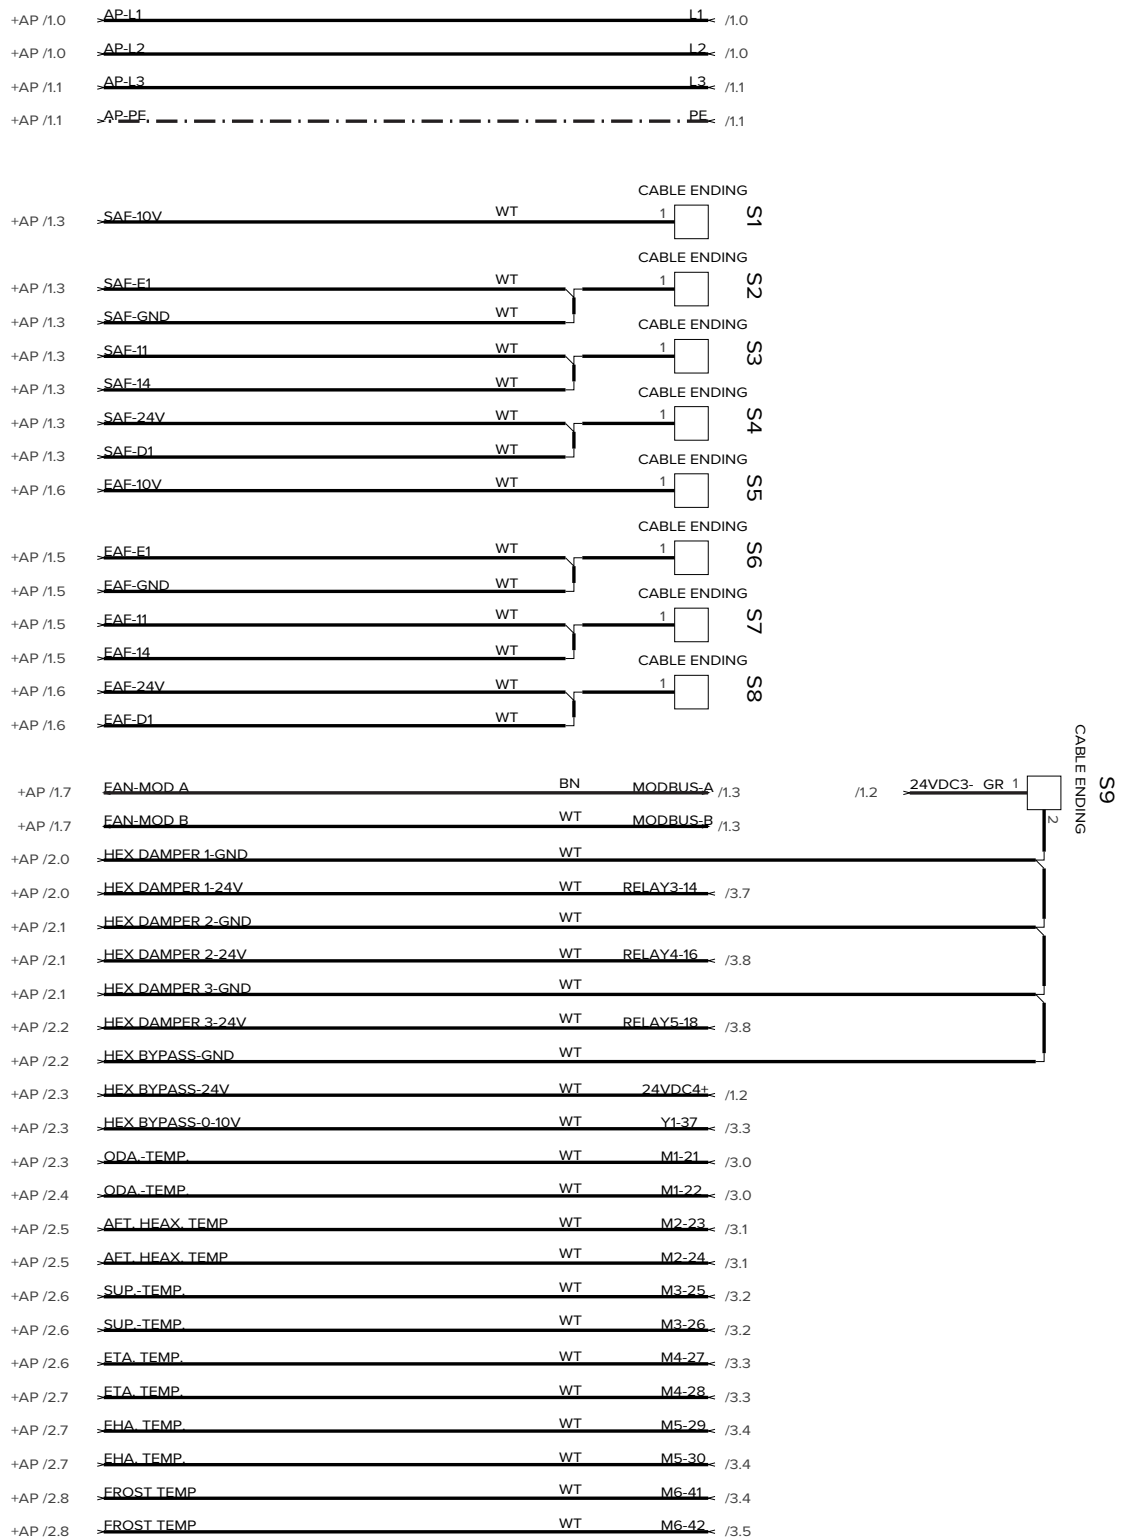 +AP /1.0 AP-L1 L1 /1.0
+AP /1.0 AP-L2 L2 /1.0
+AP /1.1 AP-L3 L3 /1.1
+AP /1.1 AP-PE PE /1.1
CABLE ENDING
+AP /1.3 SAF-10V WT 1 S1
CABLE ENDING
+AP /1.3 SAF-E1 WT 1 S2
+AP /1.3 SAF-GND WT
CABLE ENDING
+AP /1.3 SAF-11 WT 1 S3
+AP /1.3 SAF-14 WT
CABLE ENDING
+AP /1.3 SAF-24V WT 1 S4
+AP /1.3 SAF-D1 WT
CABLE ENDING
+AP /1.6 EAF-10V WT 1 S5
CABLE ENDING
+AP /1.5 EAF-E1 WT 1 S6
+AP /1.5 EAF-GND WT
CABLE ENDING
+AP /1.5 EAF-11 WT 1 S7
+AP /1.5 EAF-14 WT
CABLE ENDING
+AP /1.6 EAF-24V WT 1 S8
+AP /1.6 EAF-D1 WT
CABLE ENDING
S9
+AP /1.7 EAN-MOD A BN MODBUS-A /1.3 /1.2 24VDC3- GR 1
2
+AP /1.7 EAN-MOD B WT MODBUS-B /1.3
+AP /2.0 HEX DAMPER 1-GND WT
+AP /2.0 HEX DAMPER 1-24V WT RELAY3-14 /3.7
+AP /2.1 HEX DAMPER 2-GND WT
+AP /2.1 HEX DAMPER 2-24V WT RELAY4-16 /3.8
+AP /2.1 HEX DAMPER 3-GND WT
+AP /2.2 HEX DAMPER 3-24V WT RELAY5-18 /3.8
+AP /2.2 HEX BYPASS-GND WT
+AP /2.3 HEX BYPASS-24V WT 24VDC4+ /1.2
+AP /2.3 HEX BYPASS-0-10V WT Y1-37 /3.3
+AP /2.3 ODA.-TEMP. WT M1-21 /3.0
+AP /2.4 ODA.-TEMP. WT M1-22 /3.0
+AP /2.5 AFT. HEAX. TEMP WT M2-23 /3.1
+AP /2.5 AFT. HEAX. TEMP WT M2-24 /3.1
+AP /2.6 SUP.-TEMP. WT M3-25 /3.2
+AP /2.6 SUP.-TEMP. WT M3-26 /3.2
+AP /2.6 ETA. TEMP. WT M4-27 /3.3
+AP /2.7 ETA. TEMP. WT M4-28 /3.3
+AP /2.7 EHA. TEMP. WT M5-29 /3.4
+AP /2.7 EHA. TEMP. WT M5-30 /3.4
+AP /2.8 FROST TEMP WT M6-41 /3.4
+AP /2.8 FROST TEMP WT M6-42 /3.5